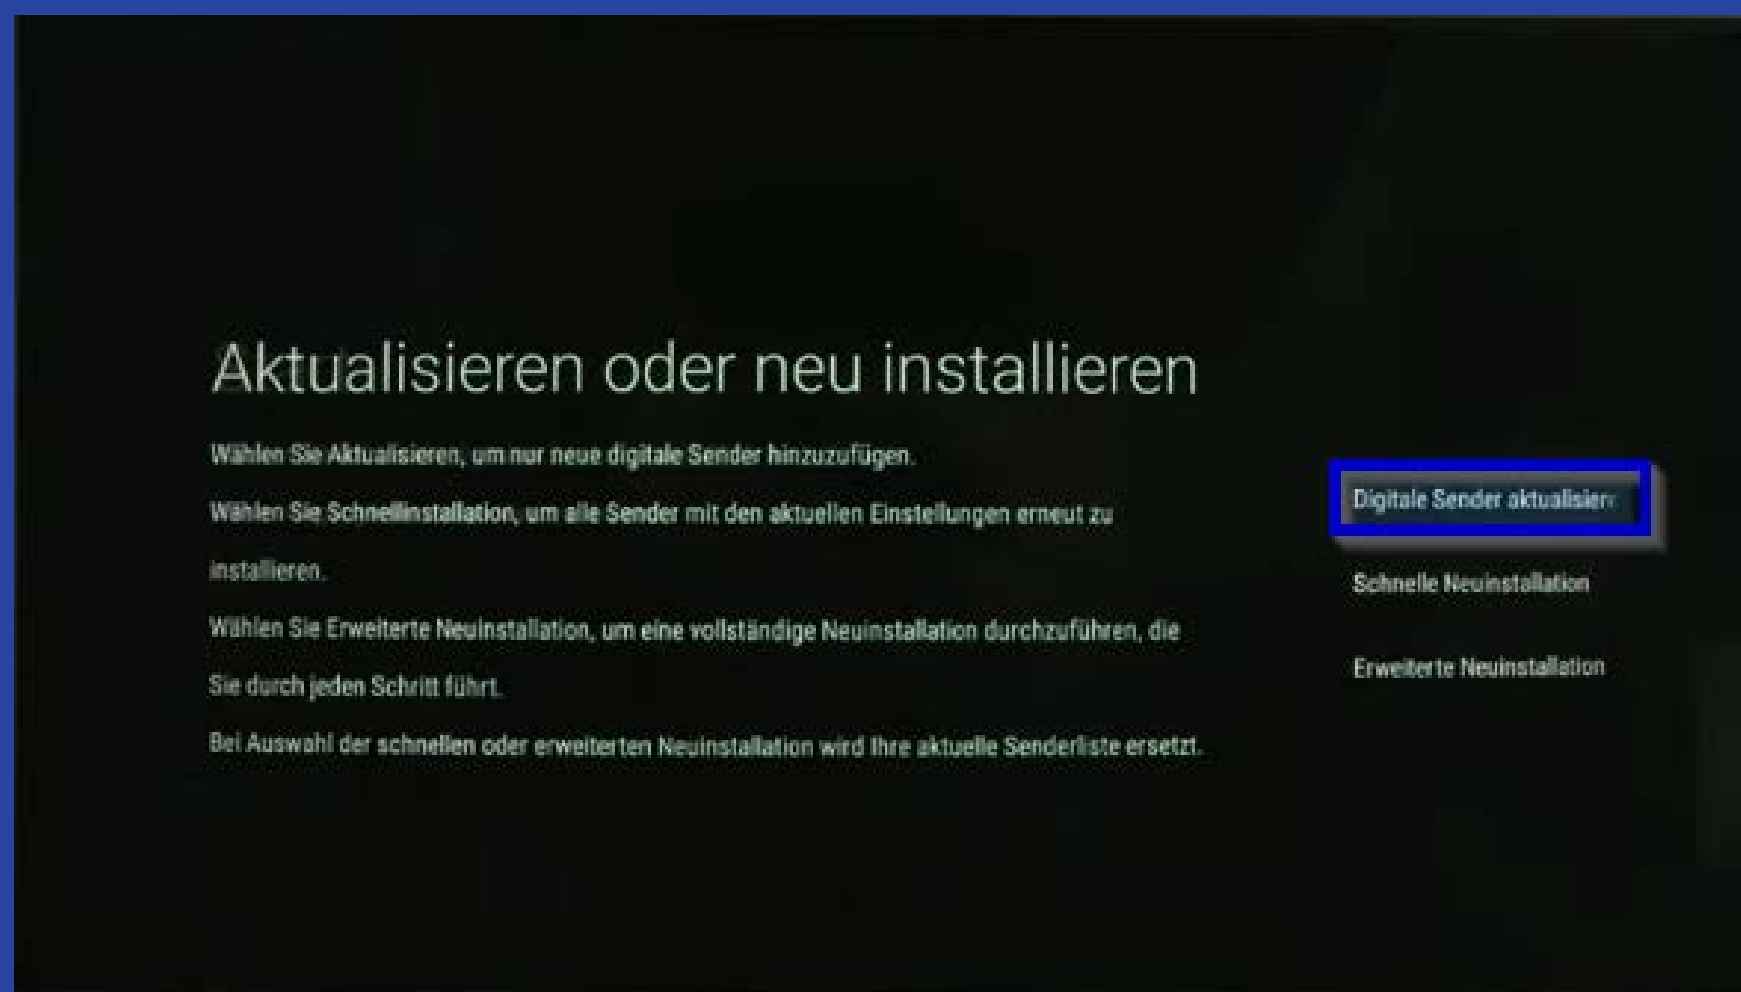 Aktualisieren oder neu installieren
Wählen Sie Aktualisieren, um nur neue digitale Sender hinzuzufügen.
Wählen Sie Schnellinstallation, um alle Sender mit den aktuellen Einstellungen erneut zu
installieren.
Wählen Sie Erweiterte Neuinstallation, um eine vollständige Neuinstallation durchzuführen, die
Sie durch jeden Schritt führt.
Bei Auswahl der schnellen oder erweiterten Neuinstallation wird Ihre aktuelle Senderliste ersetzt.
Digitale Sender aktualisiere
Schnelle Neuinstallation
Erweiterte Neuinstallation